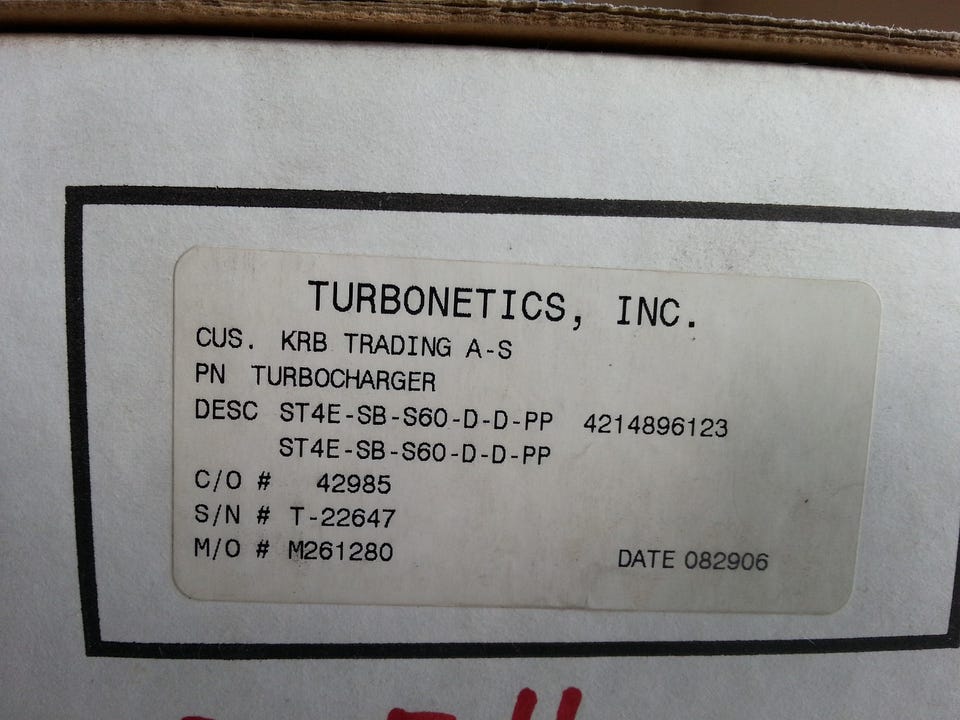 TURBONETICS, INC.
CUS. KRB TRADING A-S
PN TURBOCHARGER
DESC ST4E-SB-S60-D-D-PP 4214896123
ST4E-SB-S60-D-D-PP
C/O # 42985
S/N # T-22647
M/O # M261280
DATE 082906